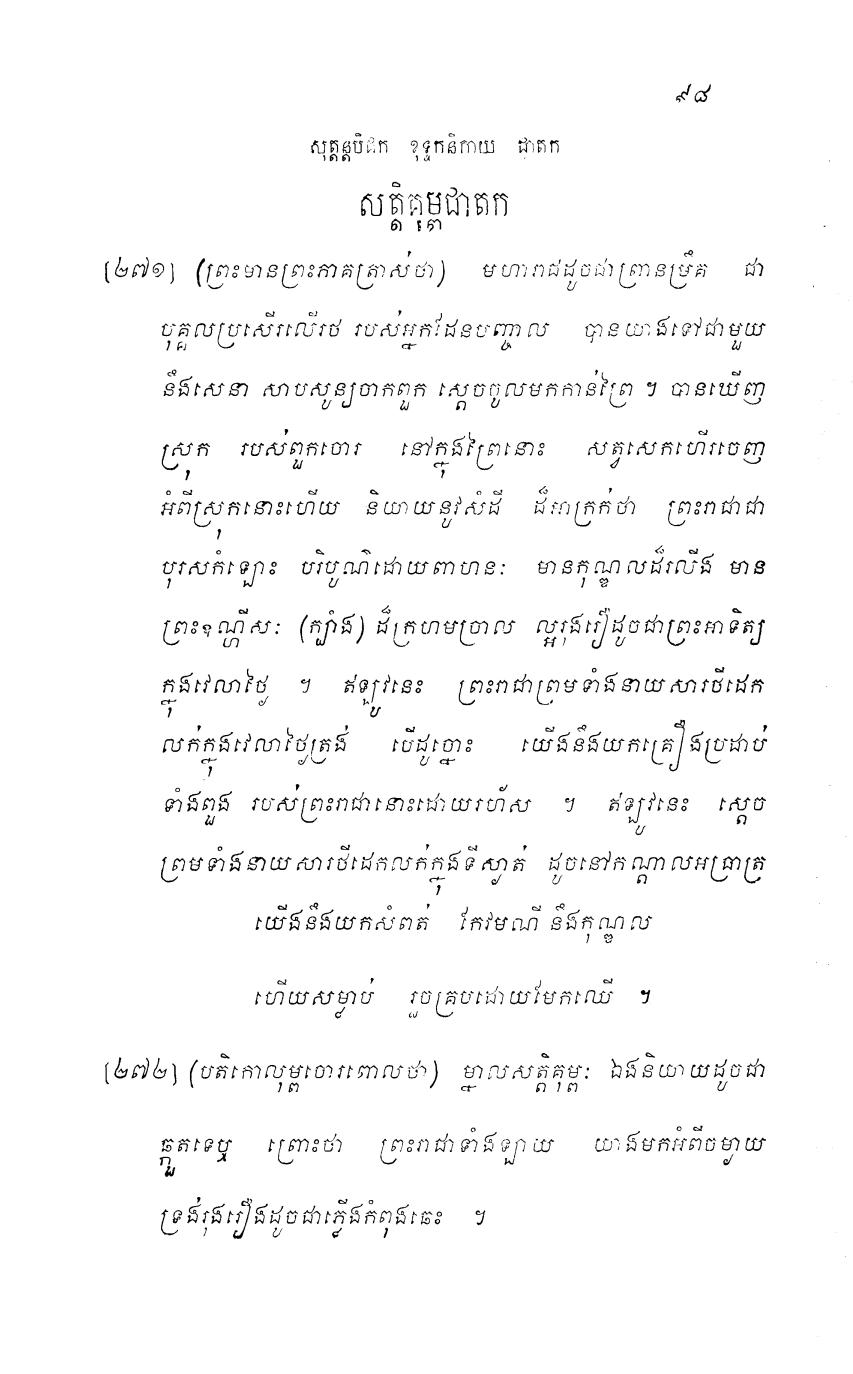 ៩៨
សុត្តន្តបិដក ខុទ្ទកនិកាយ ជាតក
សត្តិគុម្ពជាតក
[២៧១] (ព្រះមានព្រះភាគត្រាស់ថា) មហារាជដូចជាព្រានម្រឹគ ជា
បុគ្គលប្រសើរលើរថ របស់អ្នកដែនបញ្ចាល បានយាងទៅជាមួយ
នឹងសេនា សាបសូន្យចាកពួក ស្តេចចូលមកកាន់ព្រៃ ។ បានឃើញ
ស្រុក របស់ពួកចោរ នៅក្នុងព្រៃនោះ សត្វសេកហើរចេញ
អំពីស្រុកនោះហើយ និយាយនូវសំដី ដ៏អាក្រក់ថា ព្រះរាជាជា
បុរសកំឡោះ បរិបូណ៌ដោយពាហនៈ មានកុណ្ឌលដ៏រលើង មាន
ព្រះឧណ្ហីសៈ (ក្បាំង) ដ៏ក្រហមច្រាល ល្អរុងរឿដូចជាព្រះអាទិត្យ
ក្នុងវេលាថ្ងៃ ។ ឥឡូវនេះ ព្រះរាជាព្រមទាំងនាយសារថីដេក
លក់ក្នុងវេលាថ្ងៃត្រង់ បើដូច្នោះ យើងនឹងយកគ្រឿងប្រដាប់
ទាំងពួង របស់ព្រះរាជានោះដោយរហ័ស ។ ឥឡូវនេះ ស្តេច
ព្រមទាំងនាយសារថីដេកលក់ក្នុងទីស្ងាត់ ដូចនៅកណ្តាលអធ្រាត្រ
យើងនឹងយកសំពត់ កែវមណី នឹងកុណ្ឌល
ហើយសម្លាប់ រួចគ្របដោយមែកឈើ ។
[២៧២] (បតិកោលុម្ពចោរពោលថា) ម្នាលសត្តិគុម្ពៈ ឯងនិយាយដូចជា
ឆ្កួតទេឬ ព្រោះថា ព្រះរាជាទាំងឡាយ យាងមកអំពីចម្ងាយ
ទ្រង់រុងរឿងដូចជាភ្លើងកំពុងឆេះ ។